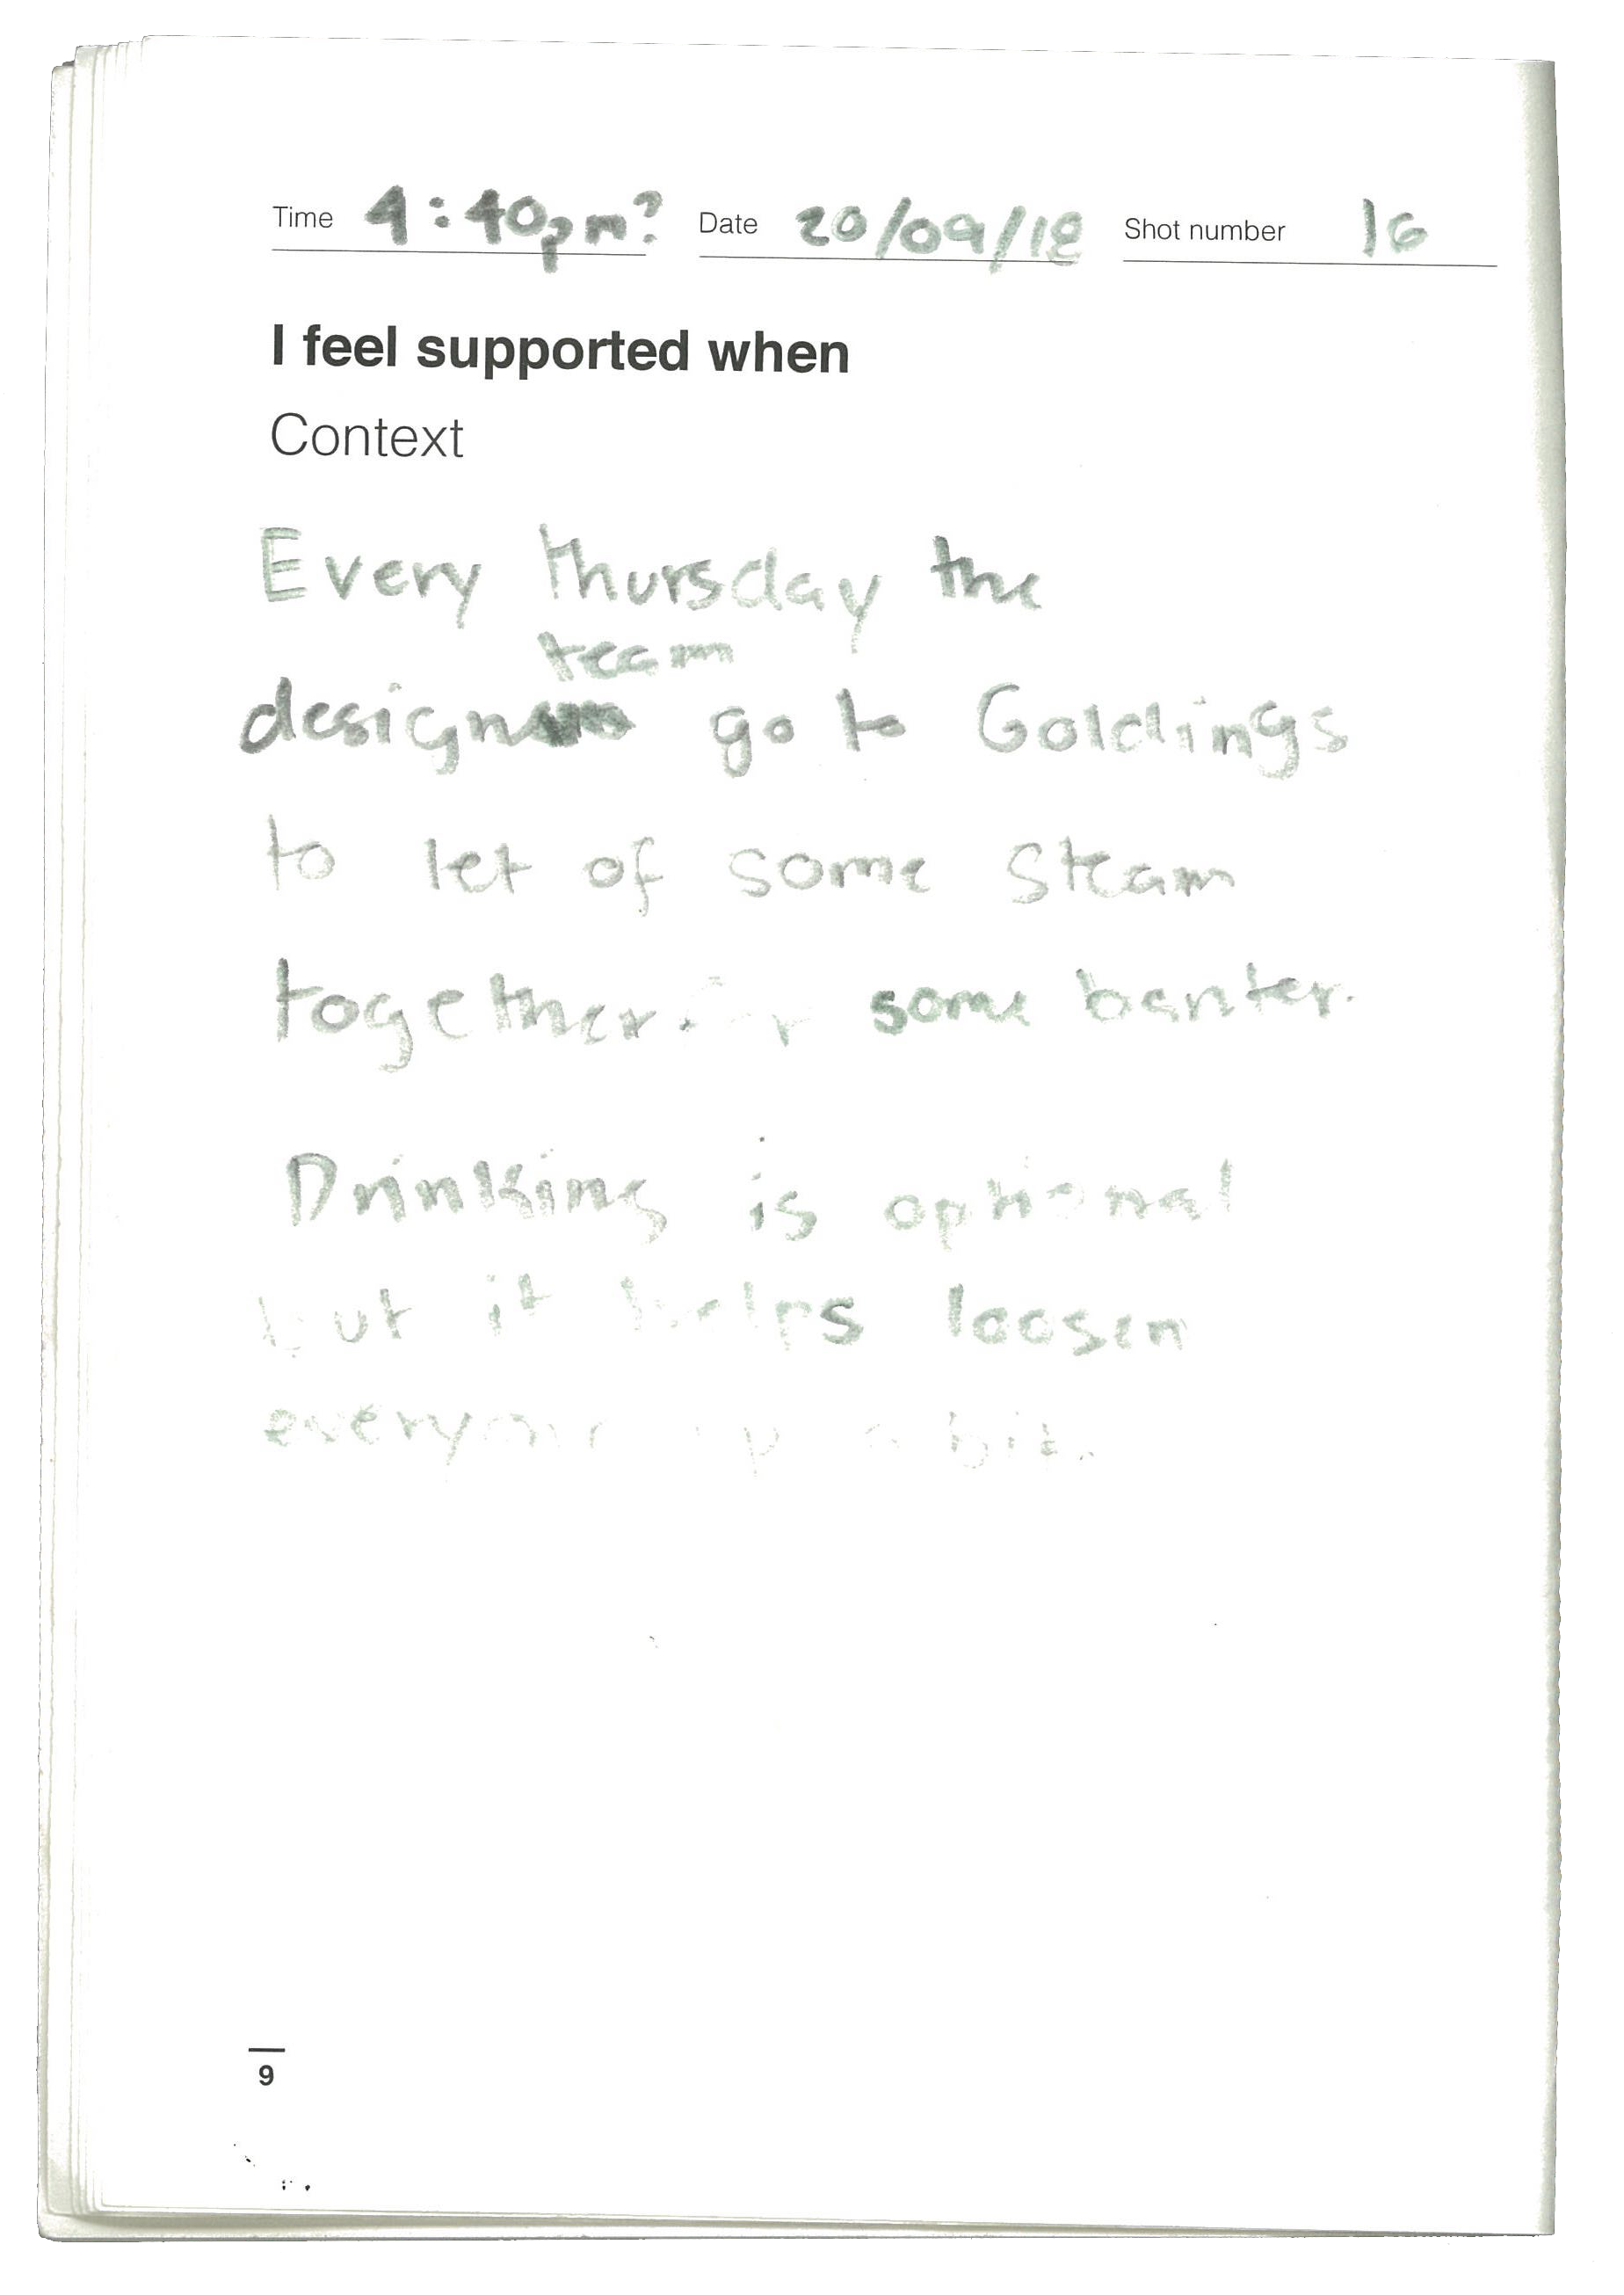 Time 4:40pm? Date 20/09/18 Shot number 16
I feel supported when
Context
Every thursday the
team
design go to Goldings
to let of some steam
together. some banter.
Drinking is optional
but it helps loosen
everyone up a bit.
9